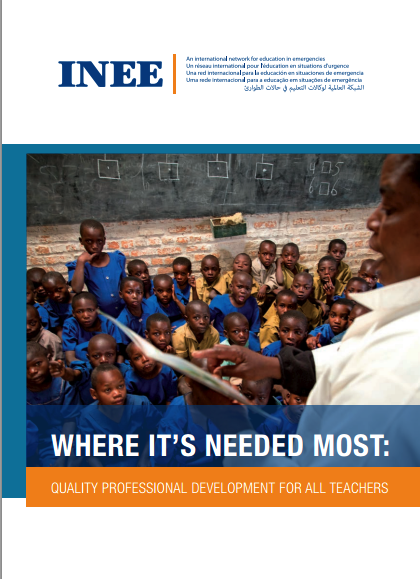 INEE
An international network for education in emergencies
Un réseau international pour l'éducation en situations d'urgence
Una red internacional para la educación en situaciones de emergencia
Uma rede internacional para a educação em situações de emergência
الشبكة العالمية لوكالات التعليم في حالات الطوارئ
WHERE IT'S NEEDED MOST:
QUALITY PROFESSIONAL DEVELOPMENT FOR ALL TEACHERS